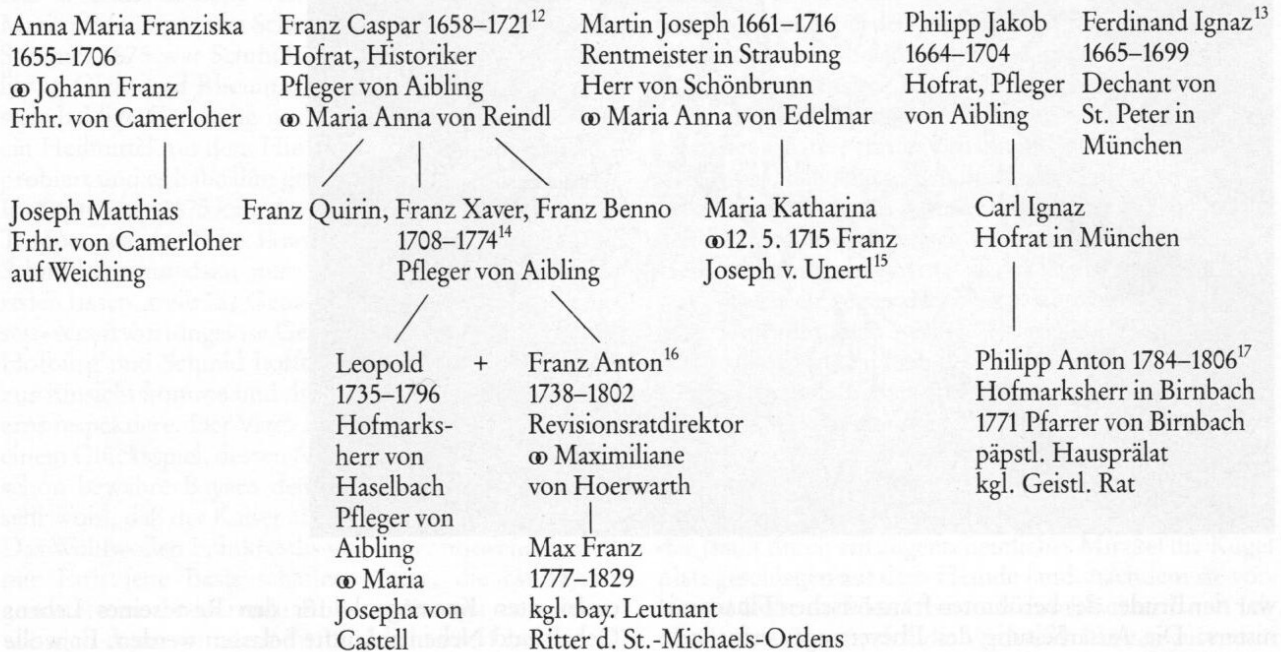 Anna Maria Franziska
1655–1706
⚭ Johann Franz
Frhr. von Camerloher
Franz Caspar 1658–1721¹²
Hofrat, Historiker
Pfleger von Aibling
⚭ Maria Anna von Reindl
Martin Joseph 1661–1716
Rentmeister in Straubing
Herr von Schönbrunn
⚭ Maria Anna von Edelmar
Philipp Jakob
1664–1704
Hofrat, Pfleger
von Aibling
Ferdinand Ignaz¹³
1665–1699
Dechant von
St. Peter in
München
Joseph Matthias
Frhr. von Camerloher
auf Weiching
Franz Quirin, Franz Xaver, Franz Benno
1708–1774¹⁴
Pfleger von Aibling
Maria Katharina
⚭12. 5. 1715 Franz
Joseph v. Unertl¹⁵
Carl Ignaz
Hofrat in München
Leopold +
1735–1796
Hofmarks-
herr von
Haselbach
Pfleger von
Aibling
⚭ Maria
Josepha von
Castell
Franz Anton¹⁶
1738–1802
Revisionsratdirektor
⚭ Maximiliane
von Hoerwarth
Max Franz
1777–1829
kgl. bay. Leutnant
Ritter d. St.-Michaels-Ordens
Philipp Anton 1784–1806¹⁷
Hofmarksherr in Birnbach
1771 Pfarrer von Birnbach
päpstl. Hausprälat
kgl. Geistl. Rat